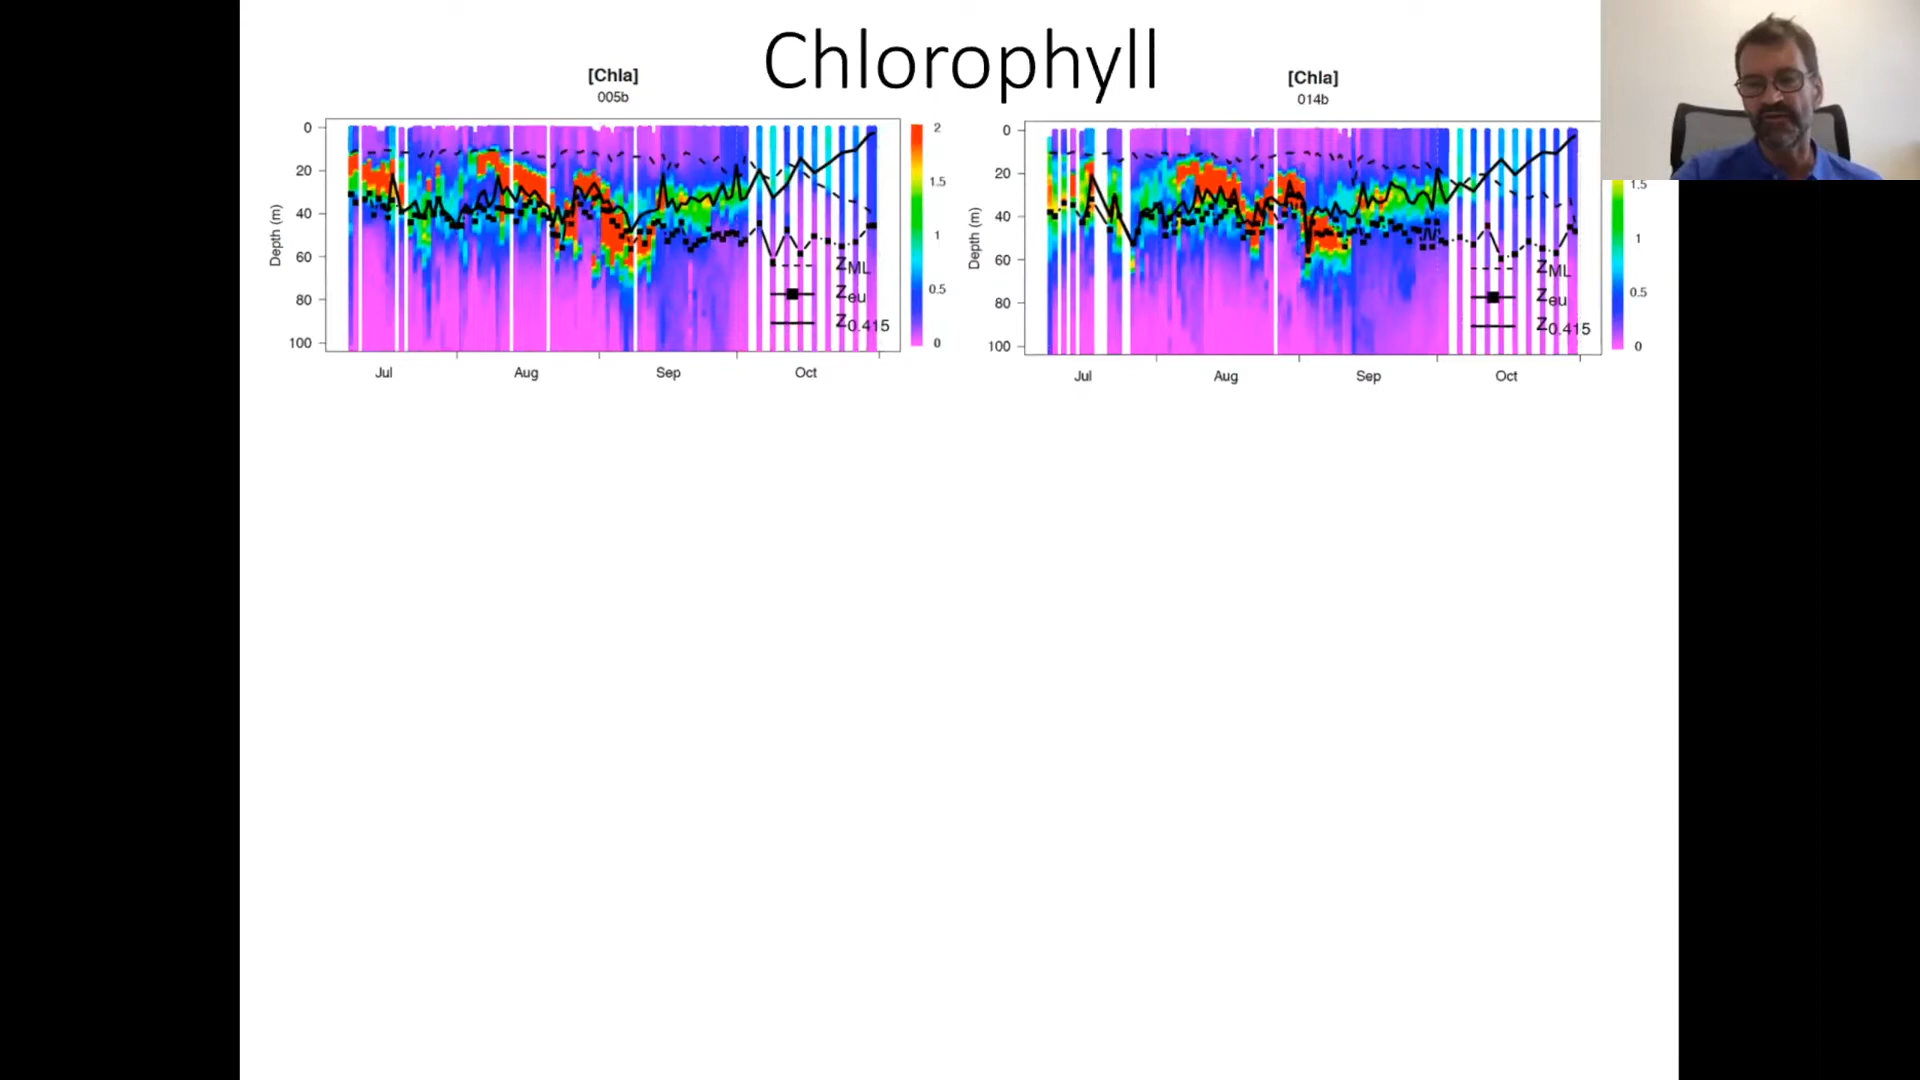 Chlorophyll
[Chla]
005b
0
20
40
60
80
100
Depth (m)
Jul
Aug
Sep
Oct
ZML
Zeu
Z0.415
2
1.5
1
0.5
0
[Chla]
014b
0
20
40
60
80
100
Depth (m)
Jul
Aug
Sep
Oct
ZML
Zeu
Z0.415
1.5
1
0.5
0